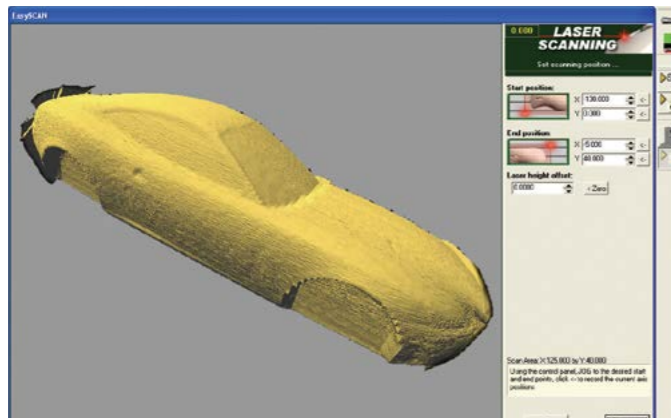 EasySCAN
0.000
LASER
SCANNING
Set scanning position ...
Start position:
X -130.000 <-
Y 0.000 <-
End position:
X -5.000 <-
Y 40.000 <-
Laser height offset:
0.0000 <Zero
Scan Area: X:125.000 by Y:40.000
Using the control panel, JOG to the desired start
and end points, click <- to record the current axis
positions.